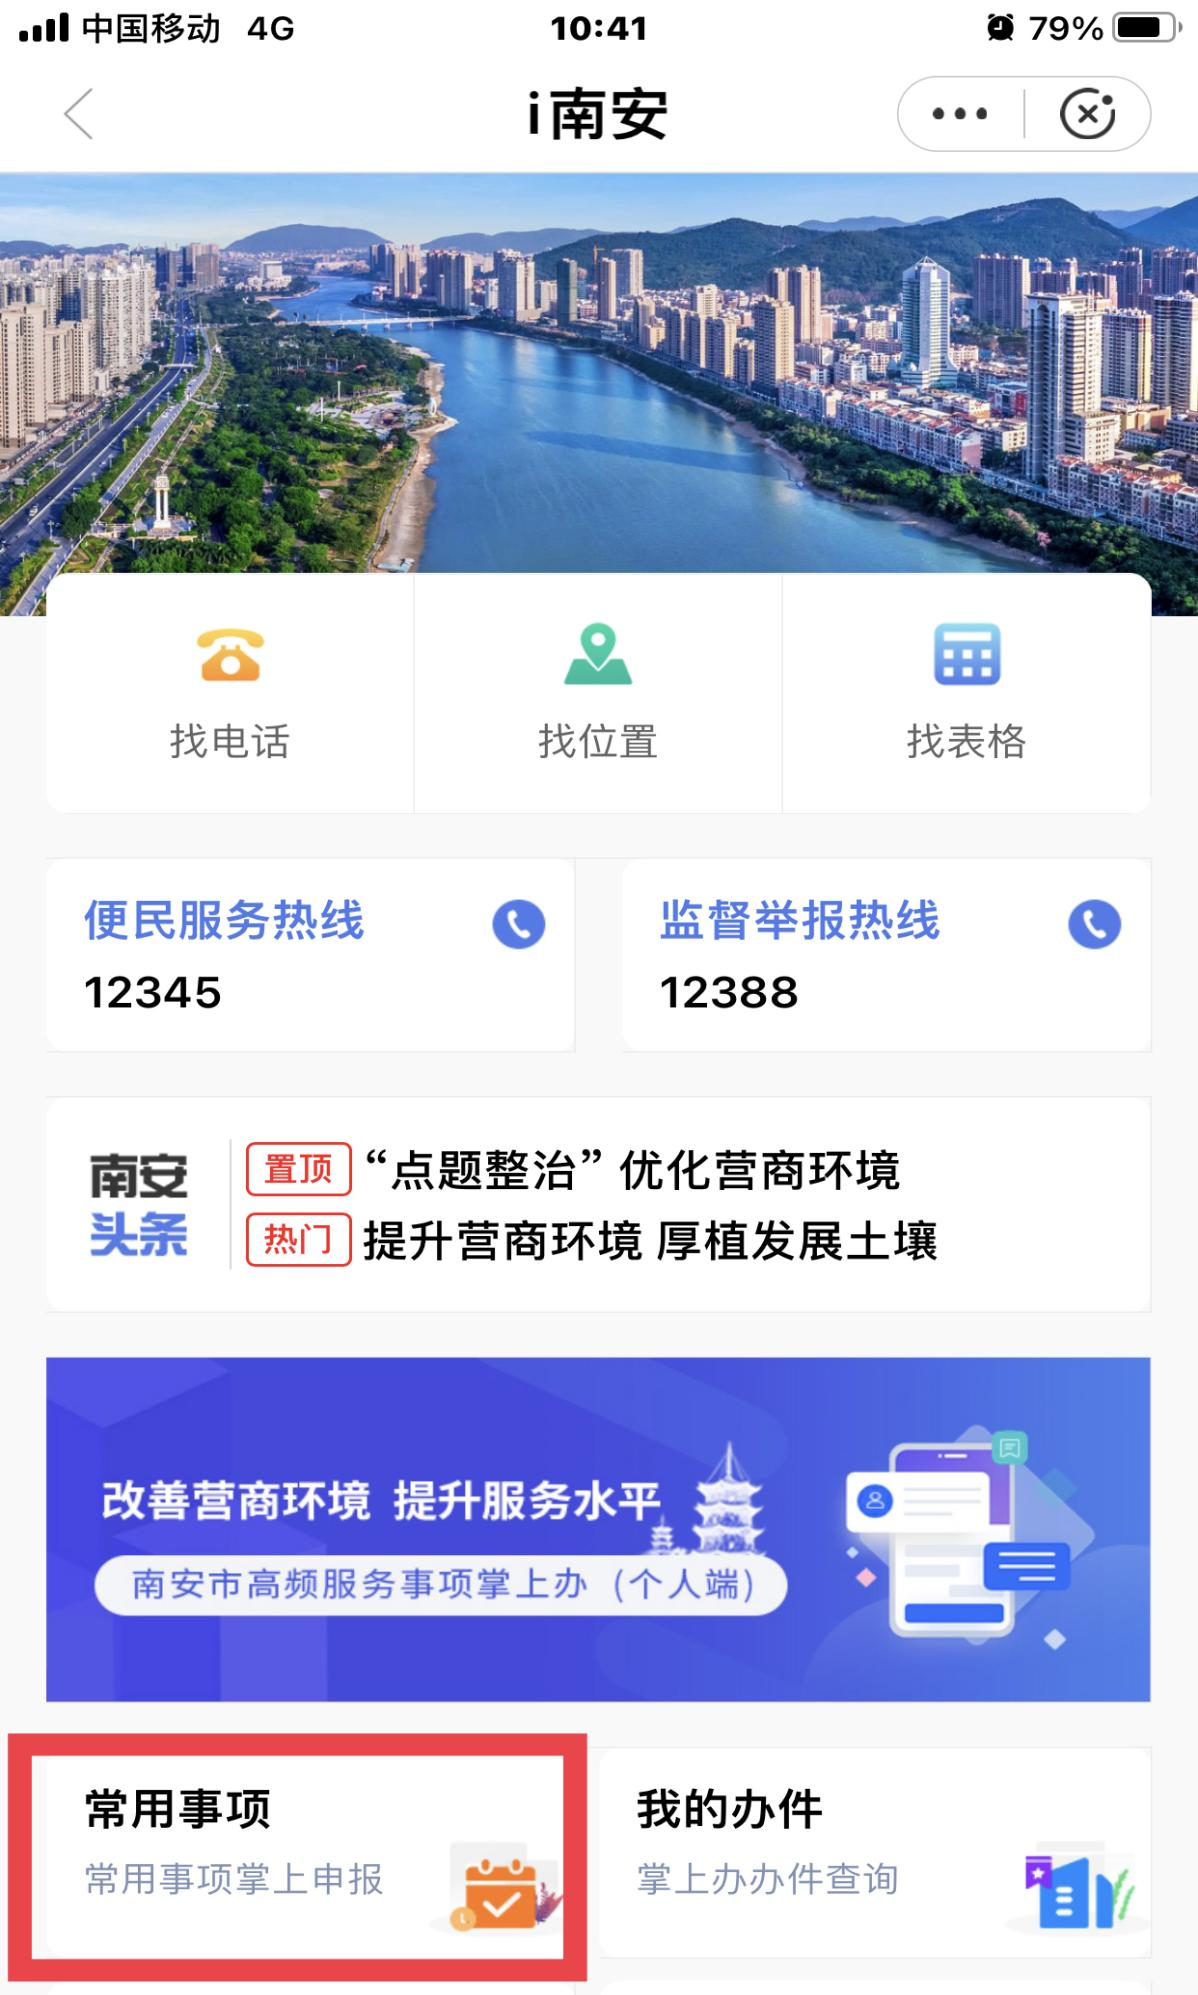 中国移动 4G 10:41 79%
i南安
找电话 找位置 找表格
便民服务热线
12345
监督举报热线
12388
南安
头条
置顶 “点题整治” 优化营商环境
热门 提升营商环境 厚植发展土壤
改善营商环境 提升服务水平
南安市高频服务事项掌上办 (个人端)
常用事项
常用事项掌上申报
我的办件
掌上办办件查询